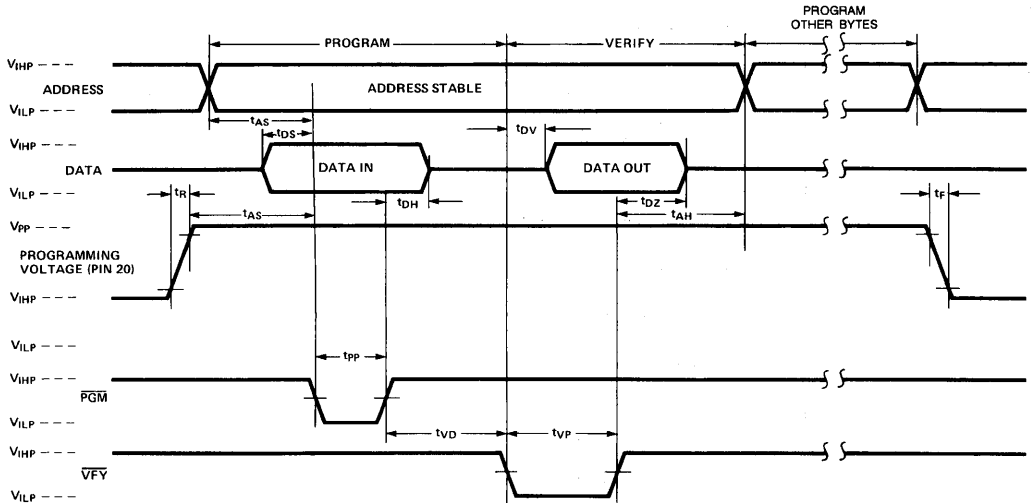 PROGRAM
OTHER BYTES
PROGRAM
VERIFY
VIHP
ADDRESS
ADDRESS STABLE
VILP
tAS
tDS
tDV
VIHP
DATA
DATA IN
DATA OUT
VILP
tR
tDH
tDZ
tF
tAS
tAH
VPP
PROGRAMMING
VOLTAGE (PIN 20)
VIHP
VILP
tPP
VIHP
PGM
VILP
tVD
tVP
VIHP
VFY
VILP